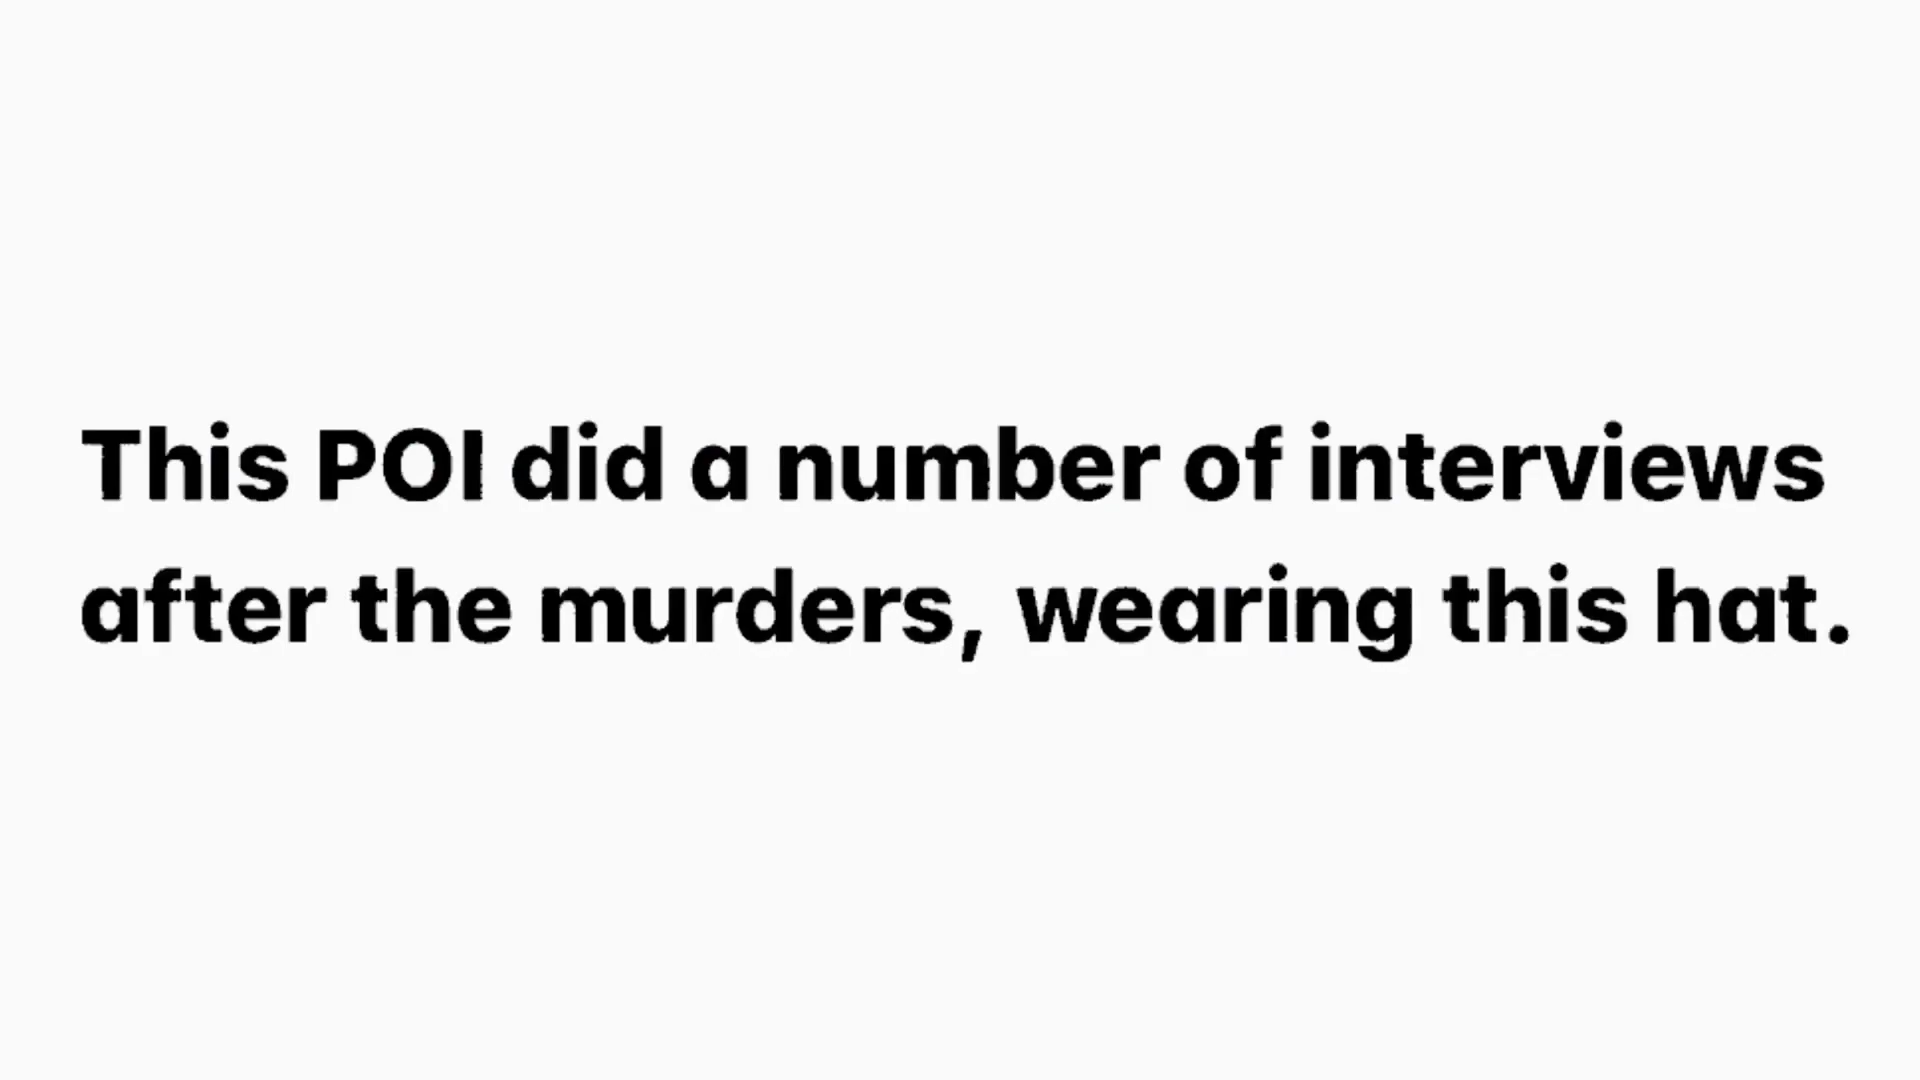 This POI did a number of interviews
after the murders, wearing this hat.